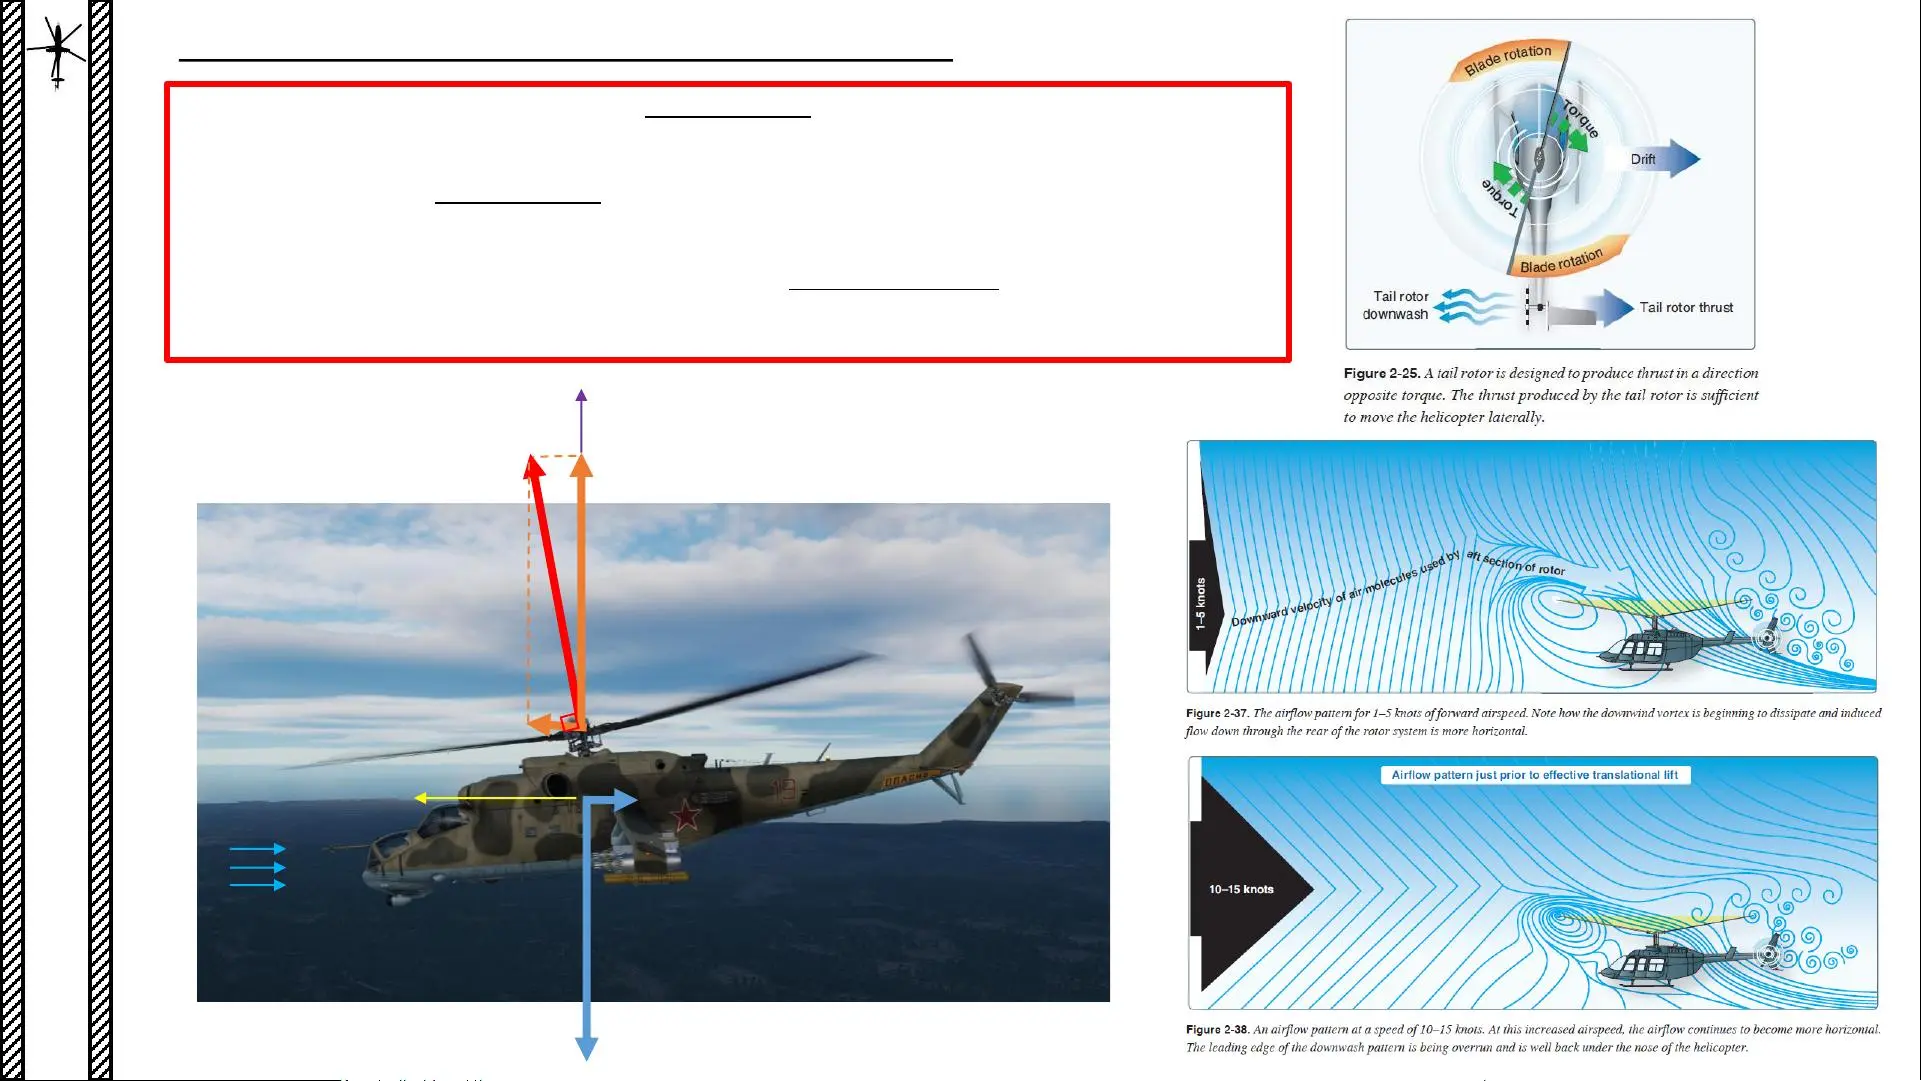 Blade rotation
Torque
Drift
Torque
Blade rotation
Tail rotor
downwash
Tail rotor thrust
Figure 2-25. A tail rotor is designed to produce thrust in a direction
opposite torque. The thrust produced by the tail rotor is sufficient
to move the helicopter laterally.
1–5 knots
Downward velocity of air molecules used by aft section of rotor
Figure 2-37. The airflow pattern for 1–5 knots of forward airspeed. Note how the downwind vortex is beginning to dissipate and induced
flow down through the rear of the rotor system is more horizontal.
Airflow pattern just prior to effective translational lift
10–15 knots
Figure 2-38. An airflow pattern at a speed of 10–15 knots. At this increased airspeed, the airflow continues to become more horizontal.
The leading edge of the downwash pattern is being overrun and is well back under the nose of the helicopter.
19
ОПАСНО